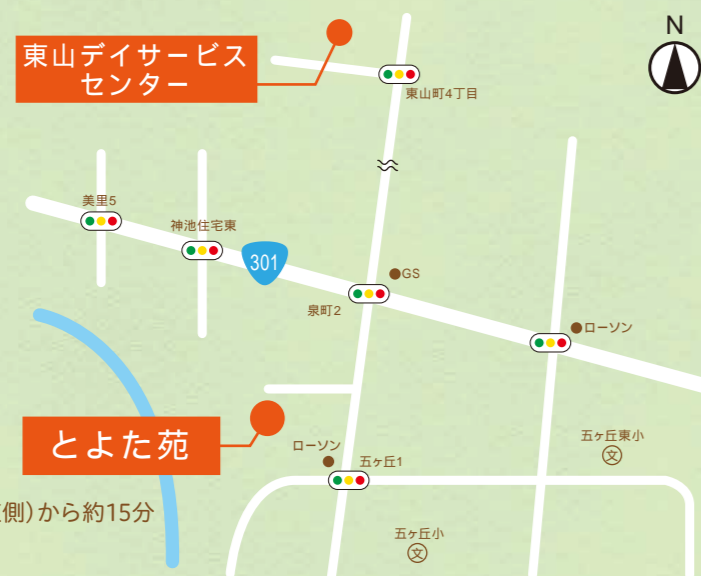 N
東山デイサービス
センター
東山町4丁目
美里5
神池住宅東
301
GS
泉町2
ローソン
とよた苑
ローソン
五ヶ丘1
五ヶ丘東小
文
側)から約15分
五ヶ丘小
文